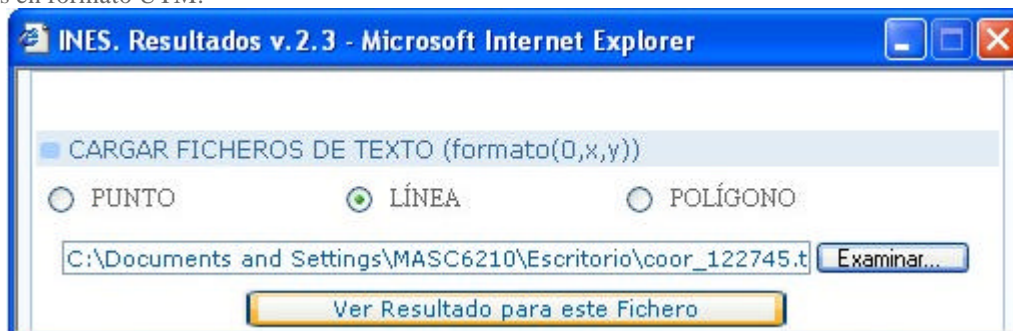 s en formato UTM.
INES. Resultados v.2.3 - Microsoft Internet Explorer
CARGAR FICHEROS DE TEXTO (formato(0,x,y))
PUNTO LÍNEA POLÍGONO
C:\Documents and Settings\MASC6210\Escritorio\coor_122745.t Examinar...
Ver Resultado para este Fichero